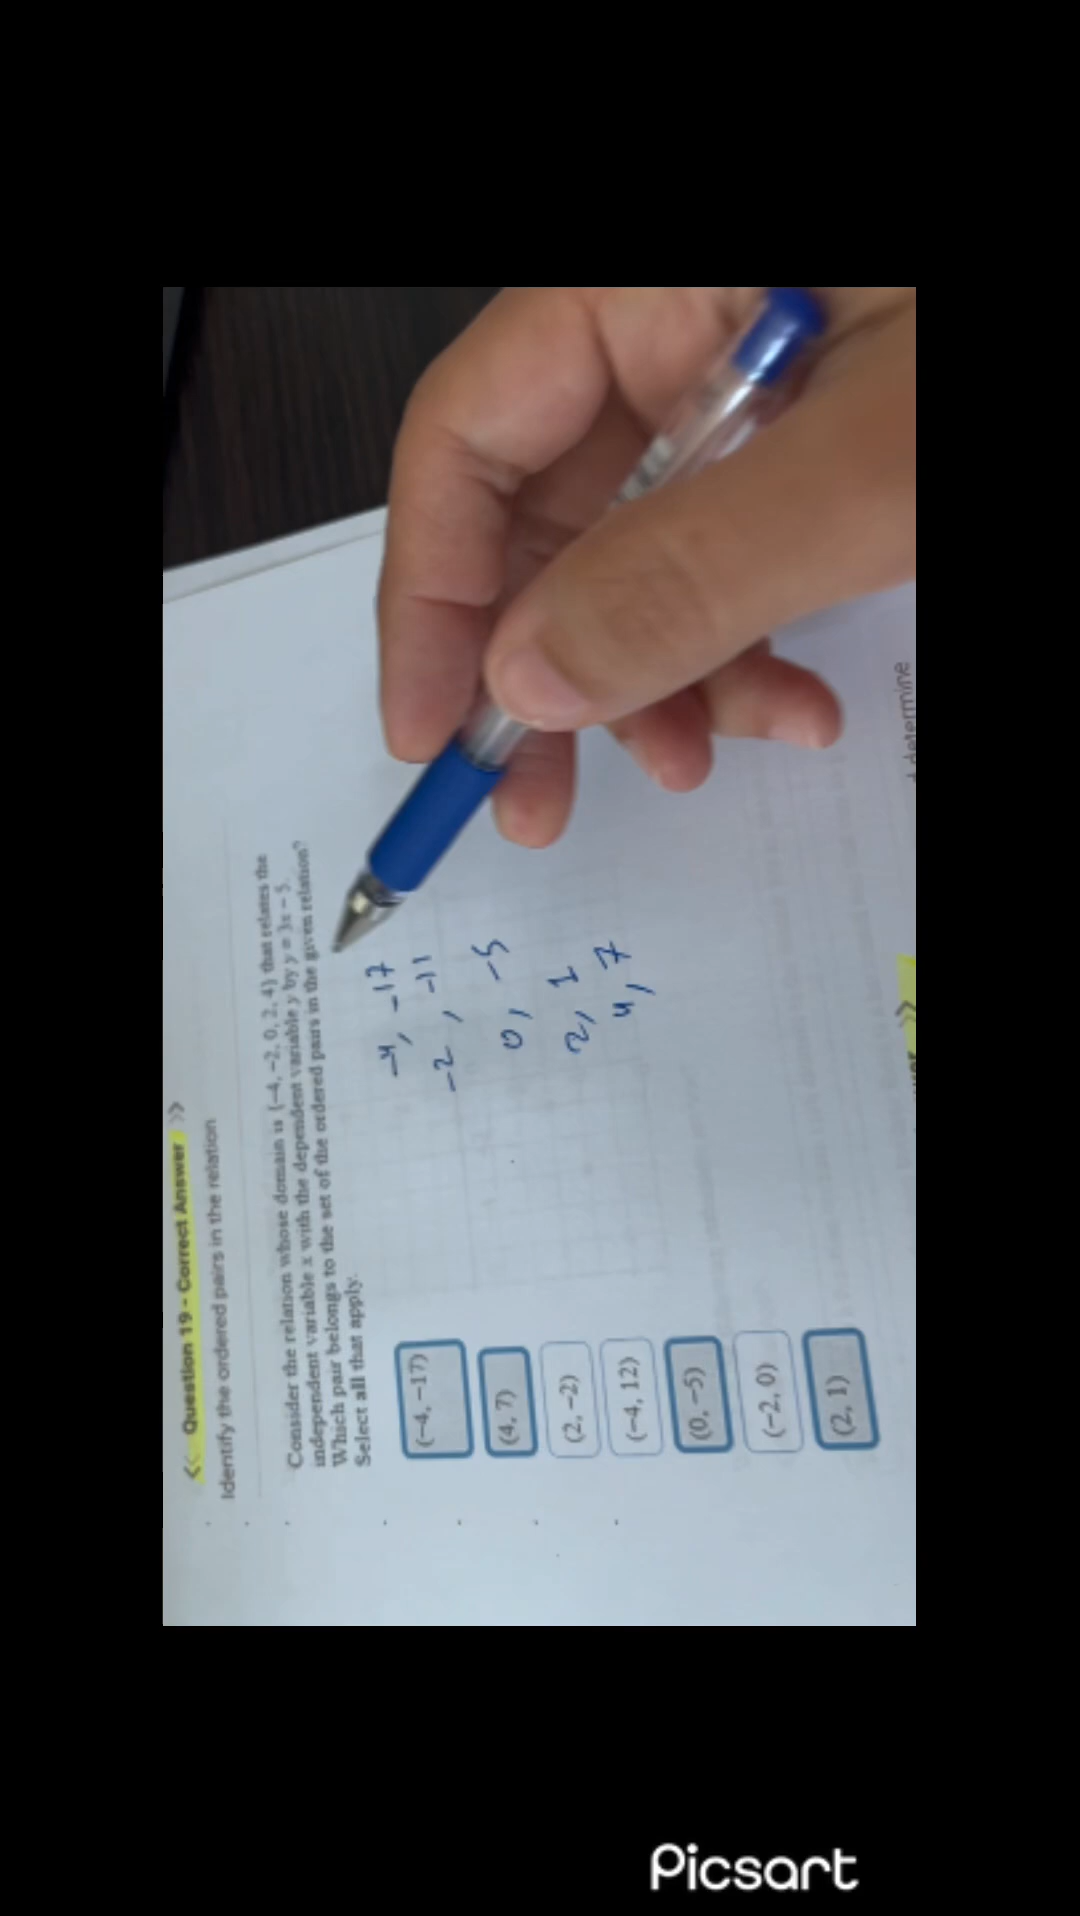 << Question 19 - Correct Answer >>
Identify the ordered pairs in the relation
Consider the relation whose domain is {-4, -2, 0, 2, 4} that relates the
independent variable x with the dependent variable y by y = 3x - 5.
Which pair belongs to the set of the ordered pairs in the given relation?
Select all that apply.
(-4, -17)
(4, 7)
(2, -2)
(-4, 12)
(0, -5)
(-2, 0)
(2, 1)
-4, -17
-2, -11
0, -5
2, 1
4, 7
determine
Picsart